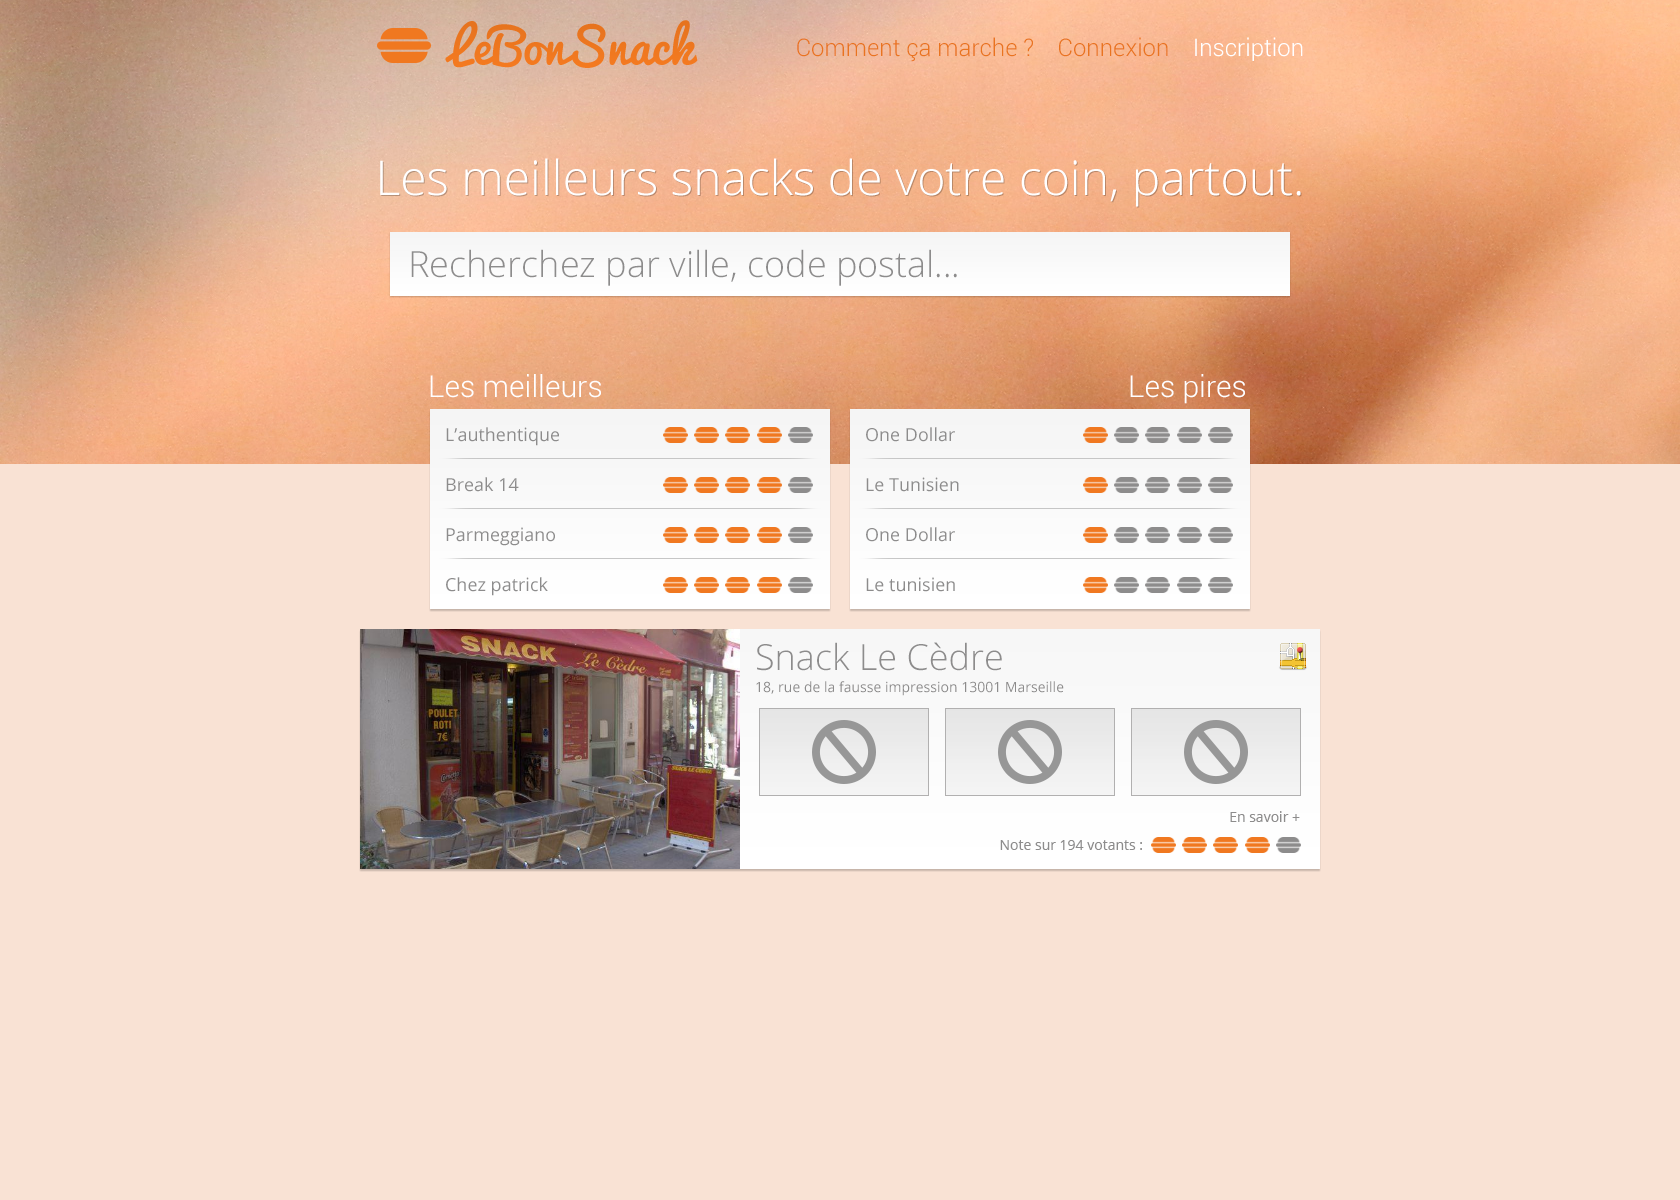 LeBonSnack
Comment ça marche ? Connexion Inscription
Les meilleurs snacks de votre coin, partout.
Recherchez par ville, code postal...
Les meilleurs
L'authentique
Break 14
Parmeggiano
Chez patrick
Les pires
One Dollar
Le Tunisien
One Dollar
Le tunisien
SNACK Le Cèdre
POULET
ROTI
7€
SNACK LE CEDRE
Snack Le Cèdre
18, rue de la fausse impression 13001 Marseille
En savoir +
Note sur 194 votants :